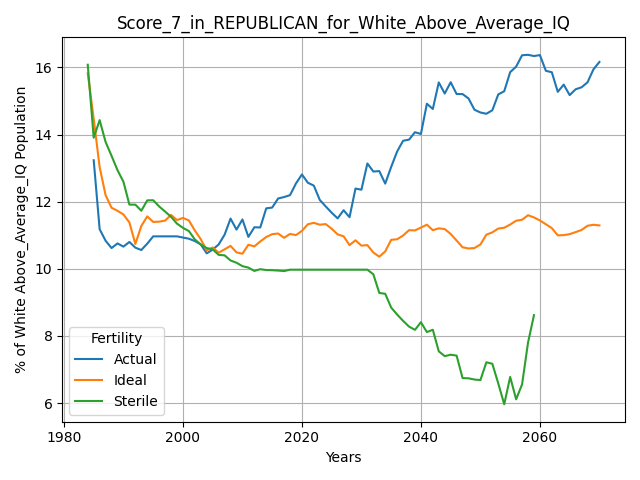 Score_7_in_REPUBLICAN_for_White_Above_Average_IQ
% of White Above_Average_IQ Population
16
14
12
10
8
6
Fertility
Actual
Ideal
Sterile
1980
2000
2020
2040
2060
Years